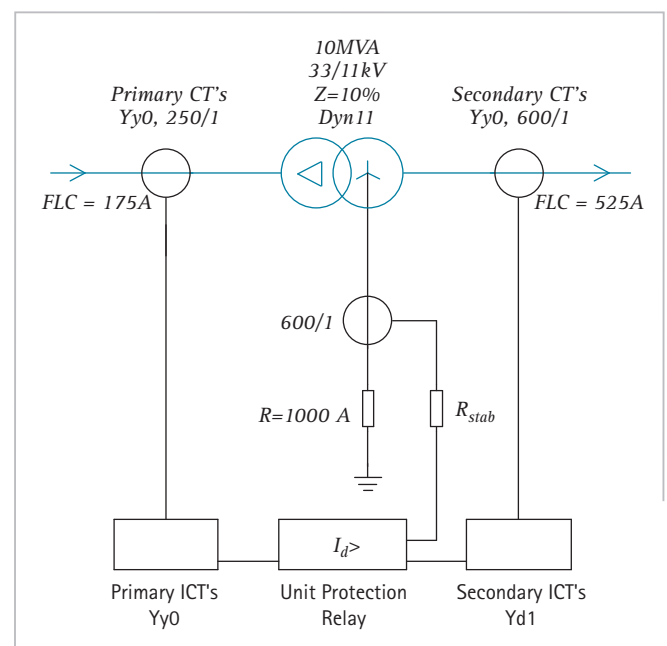 10MVA
33/11kV
Z=10%
Dyn11
Primary CT's
Yy0, 250/1
Secondary CT's
Yy0, 600/1
FLC = 175A
FLC = 525A
600/1
R=1000 A
Rstab
Id>
Primary ICT's
Yy0
Unit Protection
Relay
Secondary ICT's
Yd1